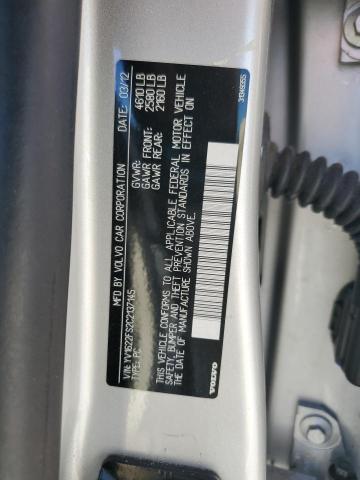 MFD BY VOLVO CAR CORPORATION DATE: 03/12
GVWR: 4610 LB
GAWR FRONT: 2580 LB
GAWR REAR: 2160 LB
VIN: YV1622FS2C2137145
TYPE: PC
THIS VEHICLE CONFORMS TO ALL APPLICABLE FEDERAL MOTOR VEHICLE
SAFETY, BUMPER AND THEFT PREVENTION STANDARDS IN EFFECT ON
THE DATE OF MANUFACTURE SHOWN ABOVE.
VOLVO